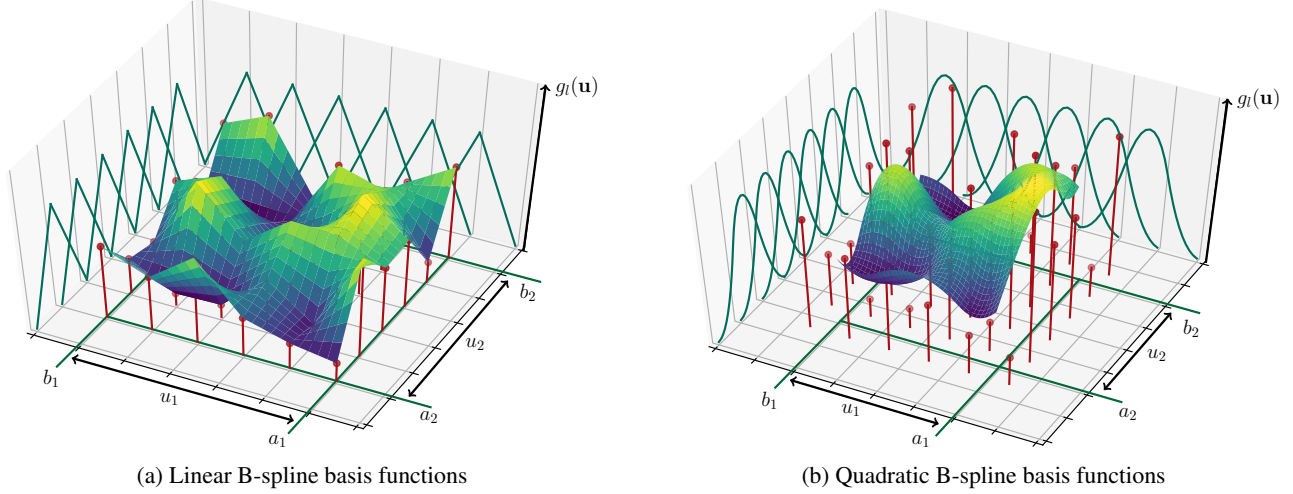 g_l(𝐮)
b_2
u_2
b_1
u_1
a_2
a_1
(a) Linear B-spline basis functions
g_l(𝐮)
b_2
u_2
b_1
u_1
a_2
a_1
(b) Quadratic B-spline basis functions